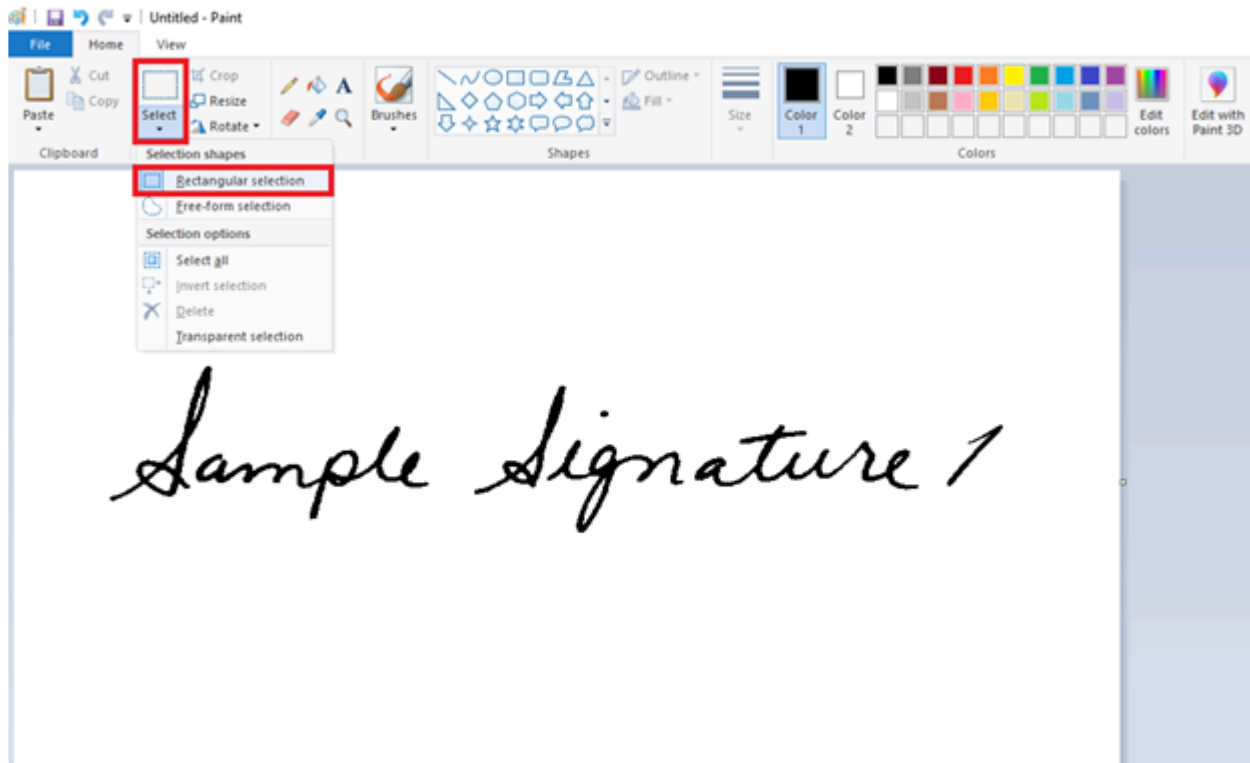 Untitled - Paint
File Home View
Paste
Cut
Copy
Clipboard
Select
Crop
Resize
Rotate
A
Brushes
Shapes
Outline
Fill
Size
Color 1
Color 2
Colors
Edit colors
Edit with Paint 3D
Selection shapes
Rectangular selection
Free-form selection
Selection options
Select all
Invert selection
Delete
Transparent selection
Sample Signature 1